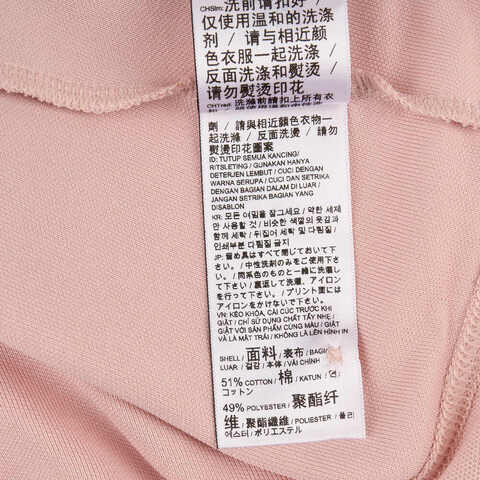 CHSim: 洗前请扣好 /
仅使用温和的洗涤
剂 / 请与相近颜
色衣服一起洗涤 /
反面洗涤和熨烫 /
请勿熨烫印花
CHTrad: 洗滌前請扣上所有衣
劑 / 請與相近顏色衣物一
起洗滌 / 反面洗燙 / 請勿
熨燙印花圖案
ID: TUTUP SEMUA KANCING/
RITSLETING / GUNAKAN HANYA
DETERJEN LEMBUT / CUCI DENGAN
WARNA SERUPA / CUCI DAN SETRIKA
DENGAN BAGIAN DALAM DI LUAR /
JANGAN SETRIKA BAGIAN YANG
DISABLON
KR: 모든 여밈을 잠그세요 / 약한 세제
만 사용할 것 / 비슷한 색깔의 옷감과
함께 세탁 / 뒤집어 세탁 및 다림질 /
인쇄부분 다림질 금지
JP: 留め具はすべて閉じておいて下
さい。 / 中性洗剤のみをご使用下さ
い。 / 同系色のものと一緒に洗濯し
て下さい / 裏返して洗濯、アイロン
を行って下さい。 / プリント面には
アイロンをかけないで下さい。
VN: KÉO KHÓA, CÀI CÚC TRƯỚC KHI
GIẶT / CHỈ SỬ DỤNG CHẤT TẨY NHẸ /
GIẶT VỚI SẢN PHẨM CÙNG MÀU / GIẶT
VÀ LÀ MẶT TRÁI / KHÔNG LÀ LÊN HÌNH IN
SHELL / 面料 / 表布 / BAGIAN
LUAR / 겉감 / 本体 / VẢI CHÍNH
51% COTTON / 棉 / KATUN / 면 /
コットン
49% POLYESTER / 聚酯纤
维 / 聚酯纖維 / POLIESTER / 폴리
에스터 / ポリエステル